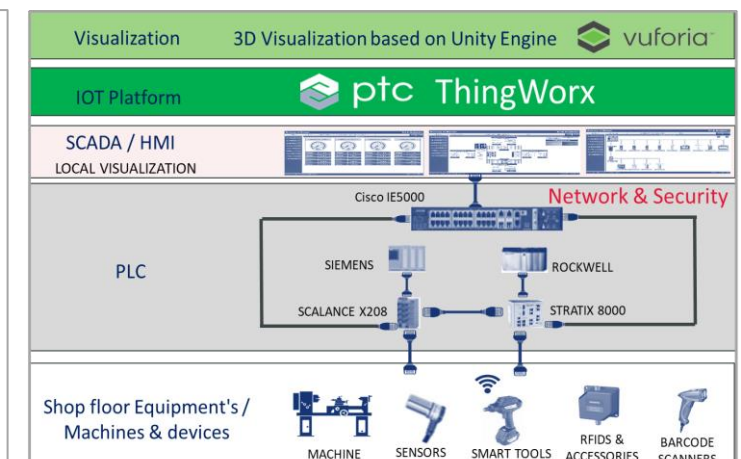 Visualization 3D Visualization based on Unity Engine vuforia
IOT Platform ptc ThingWorx
SCADA / HMI
LOCAL VISUALIZATION
Cisco IE5000
Network & Security
PLC
SIEMENS
ROCKWELL
SCALANCE X208
STRATIX 8000
Shop floor Equipment's /
Machines & devices
MACHINE
SENSORS
SMART TOOLS
RFIDS &
ACCESSORIES
BARCODE
SCANNERS